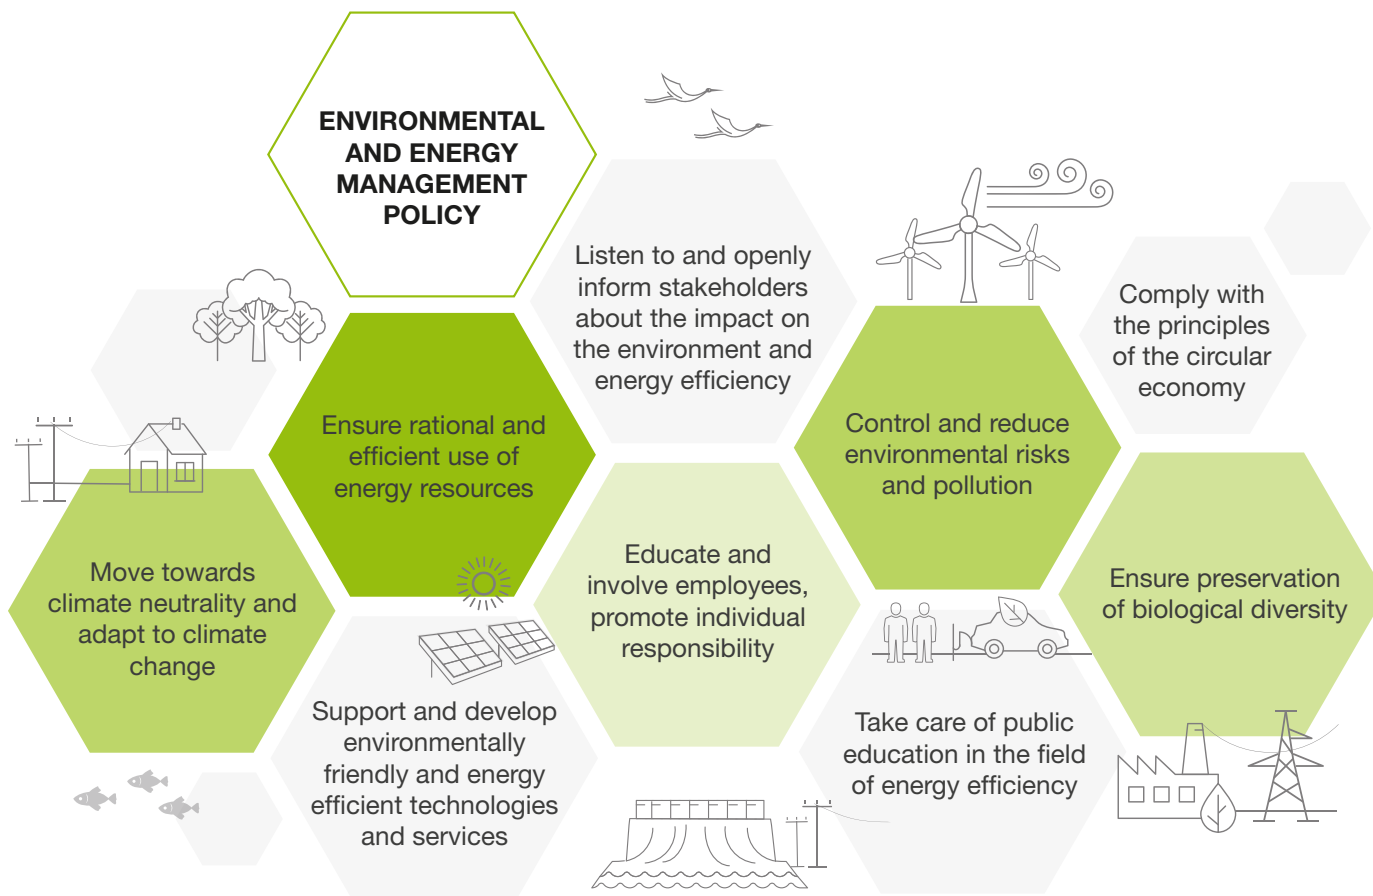 ENVIRONMENTAL
AND ENERGY
MANAGEMENT
POLICY
Listen to and openly
inform stakeholders
about the impact on
the environment and
energy efficiency
Comply with
the principles
of the circular
economy
Ensure rational and
efficient use of
energy resources
Control and reduce
environmental risks
and pollution
Move towards
climate neutrality and
adapt to climate
change
Educate and
involve employees,
promote individual
responsibility
Ensure preservation
of biological diversity
Support and develop
environmentally
friendly and energy
efficient technologies
and services
Take care of public
education in the field
of energy efficiency